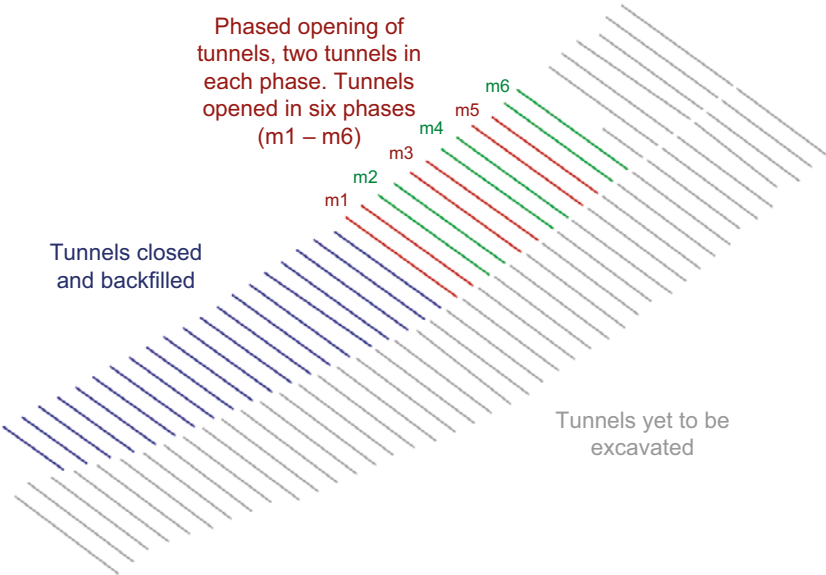 Phased opening of
tunnels, two tunnels in
each phase. Tunnels
opened in six phases
(m1 – m6)
m6
m5
m4
m3
m2
m1
Tunnels closed
and backfilled
Tunnels yet to be
excavated